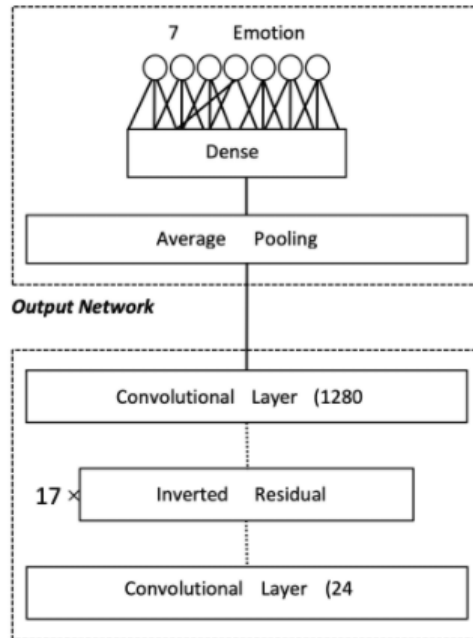 7 Emotion
Dense
Average Pooling
Output Network
Convolutional Layer (1280
17 × Inverted Residual
Convolutional Layer (24